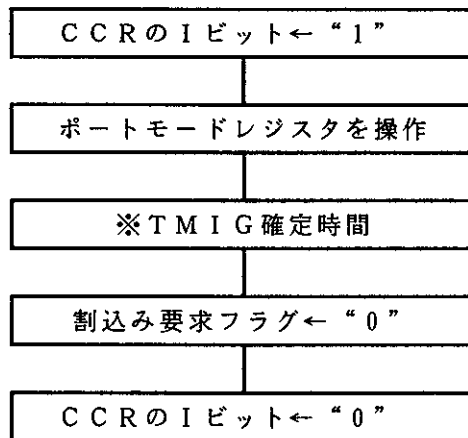 CCRのIビット←“1”
ポートモードレジスタを操作
※TMIG確定時間
割込み要求フラグ←“0”
CCRのIビット←“0”